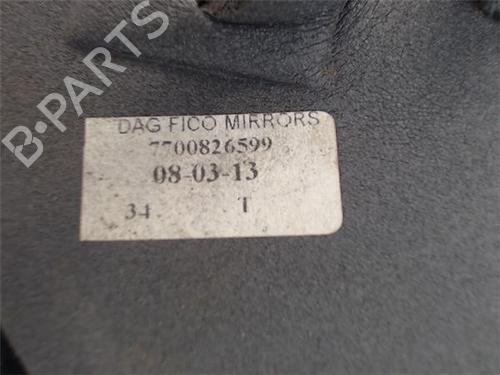 DAG FICO MIRRORS
7700826599
08-03-13
34 T
B-PARTS